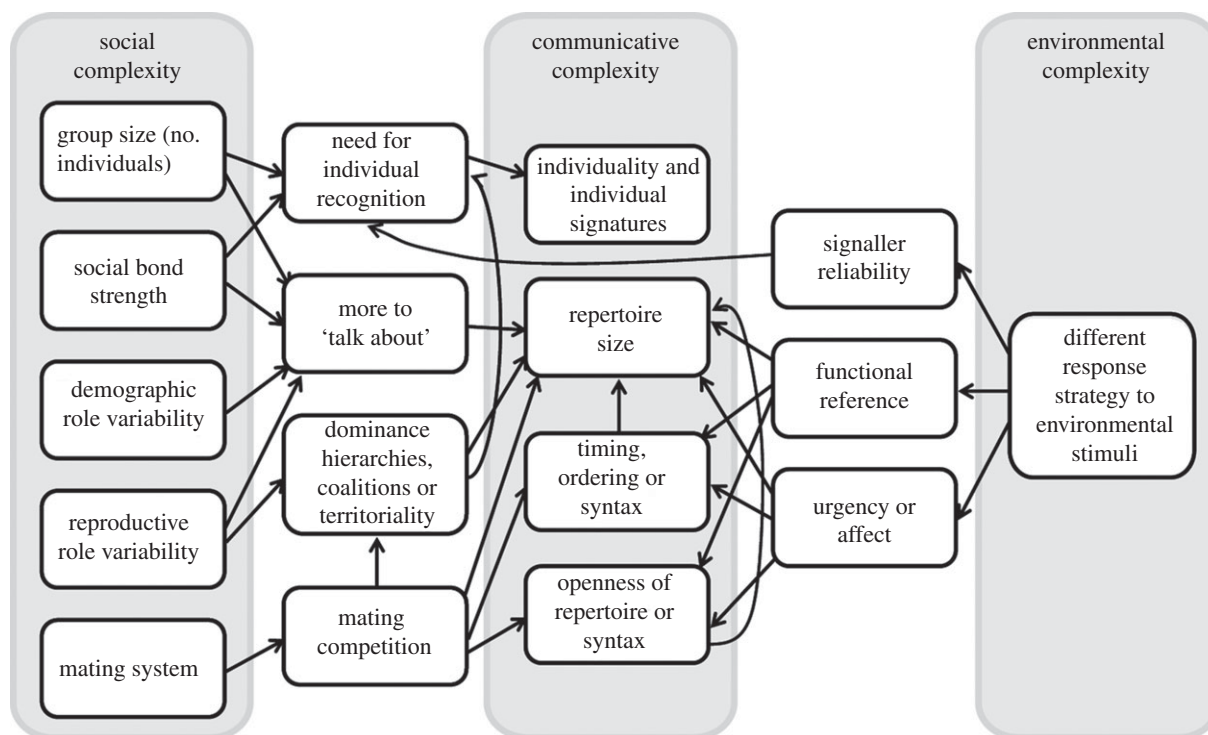 social
complexity
group size (no.
individuals)
social bond
strength
demographic
role variability
reproductive
role variability
mating system
need for
individual
recognition
more to
‘talk about’
dominance
hierarchies,
coalitions or
territoriality
mating
competition
communicative
complexity
individuality and
individual
signatures
repertoire
size
timing,
ordering or
syntax
openness of
repertoire or
syntax
signaller
reliability
functional
reference
urgency or
affect
environmental
complexity
different
response
strategy to
environmental
stimuli